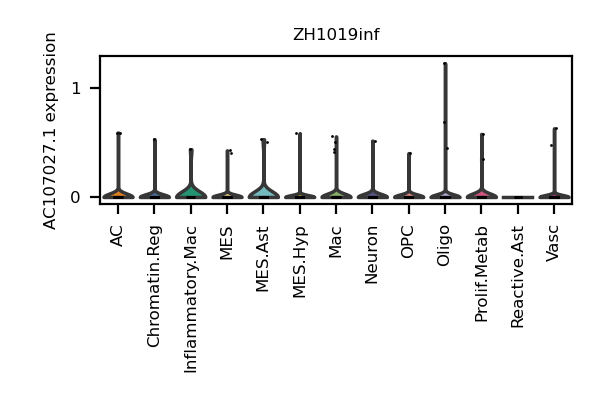 ZH1019inf
AC107027.1 expression
1
0
AC
Chromatin.Reg
Inflammatory.Mac
MES
MES.Ast
MES.Hyp
Mac
Neuron
OPC
Oligo
Prolif.Metab
Reactive.Ast
Vasc